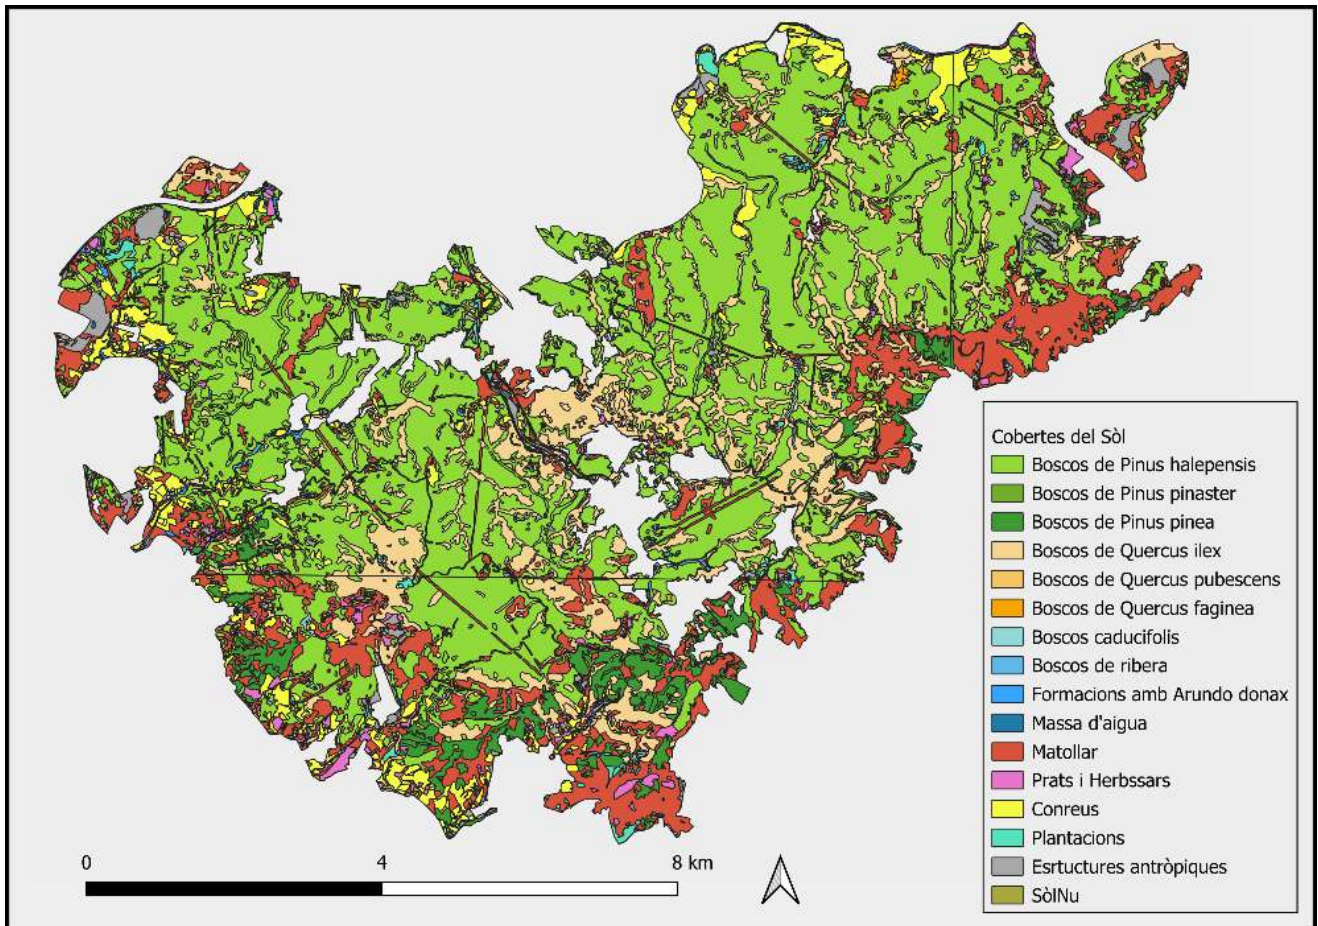 Cobertes del Sòl
Boscos de Pinus halepensis
Boscos de Pinus pinaster
Boscos de Pinus pinea
Boscos de Quercus ilex
Boscos de Quercus pubescens
Boscos de Quercus faginea
Boscos caducifolis
Boscos de ribera
Formacions amb Arundo donax
Massa d'aigua
Matollar
Prats i Herbssars
Conreus
Plantacions
Esrtuctures antròpiques
SòlNu
0 4 8 km